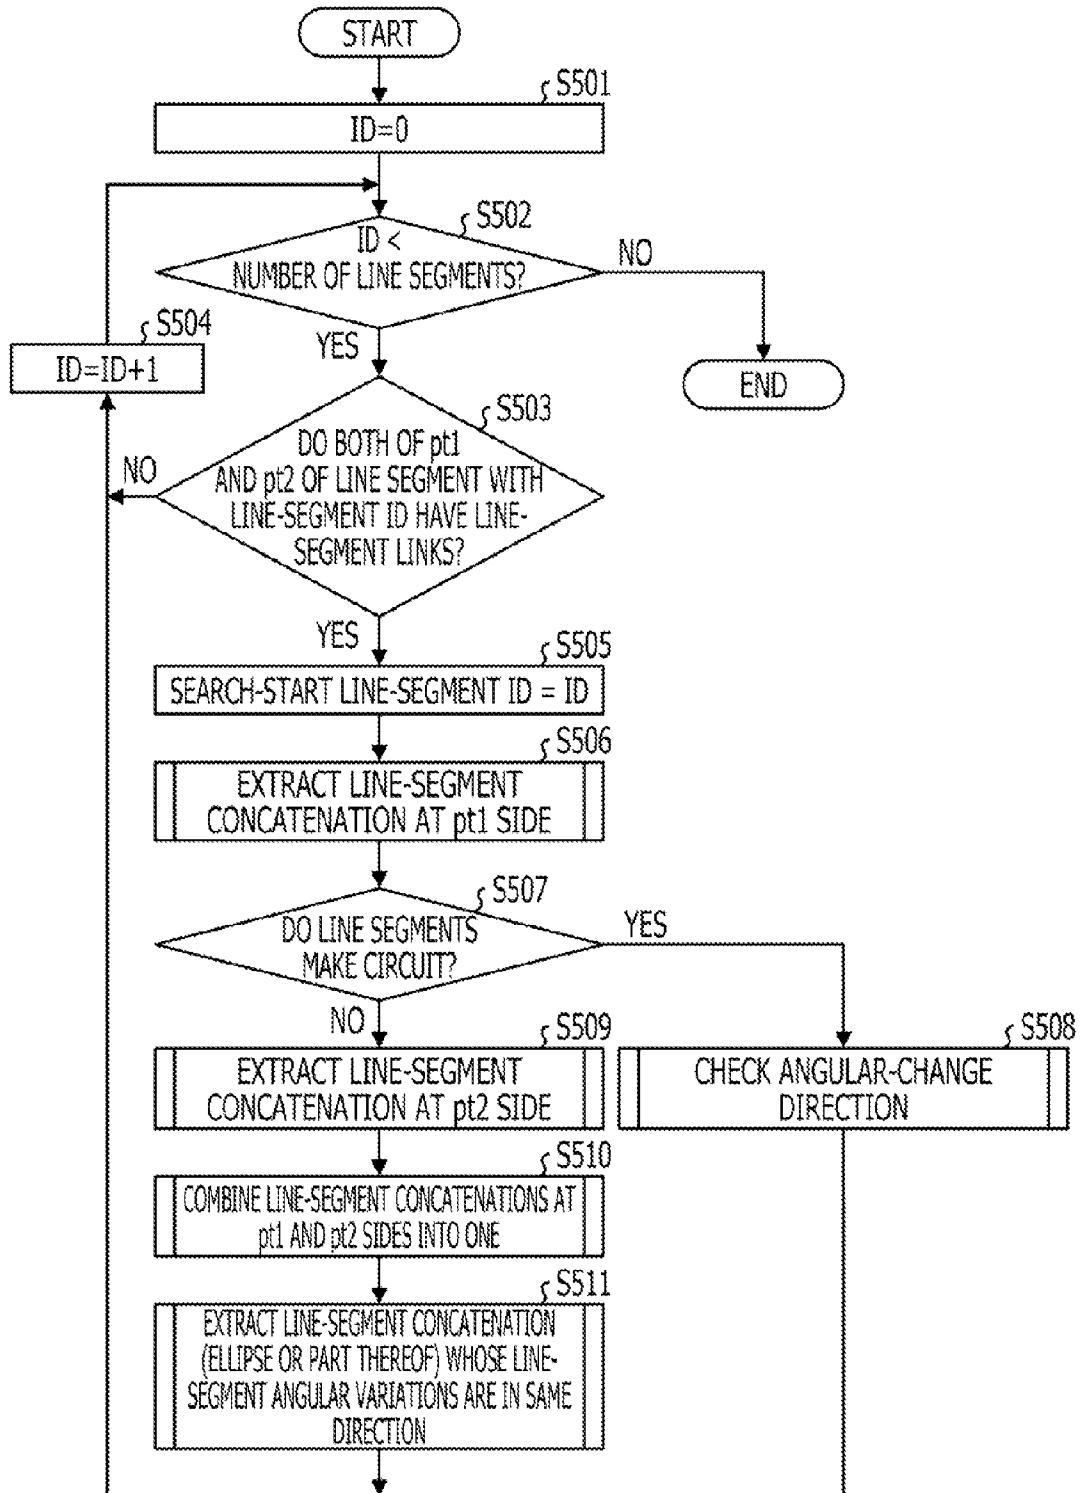 START
S501
ID=0
S502
ID <
NUMBER OF LINE SEGMENTS?
NO
YES
S504
ID=ID+1
END
S503
DO BOTH OF pt1
AND pt2 OF LINE SEGMENT WITH
LINE-SEGMENT ID HAVE LINE-
SEGMENT LINKS?
NO
YES
S505
SEARCH-START LINE-SEGMENT ID = ID
S506
EXTRACT LINE-SEGMENT
CONCATENATION AT pt1 SIDE
S507
DO LINE SEGMENTS
MAKE CIRCUIT?
YES
NO
S509
EXTRACT LINE-SEGMENT
CONCATENATION AT pt2 SIDE
S508
CHECK ANGULAR-CHANGE
DIRECTION
S510
COMBINE LINE-SEGMENT CONCATENATIONS AT
pt1 AND pt2 SIDES INTO ONE
S511
EXTRACT LINE-SEGMENT CONCATENATION
(ELLIPSE OR PART THEREOF) WHOSE LINE-
SEGMENT ANGULAR VARIATIONS ARE IN SAME
DIRECTION